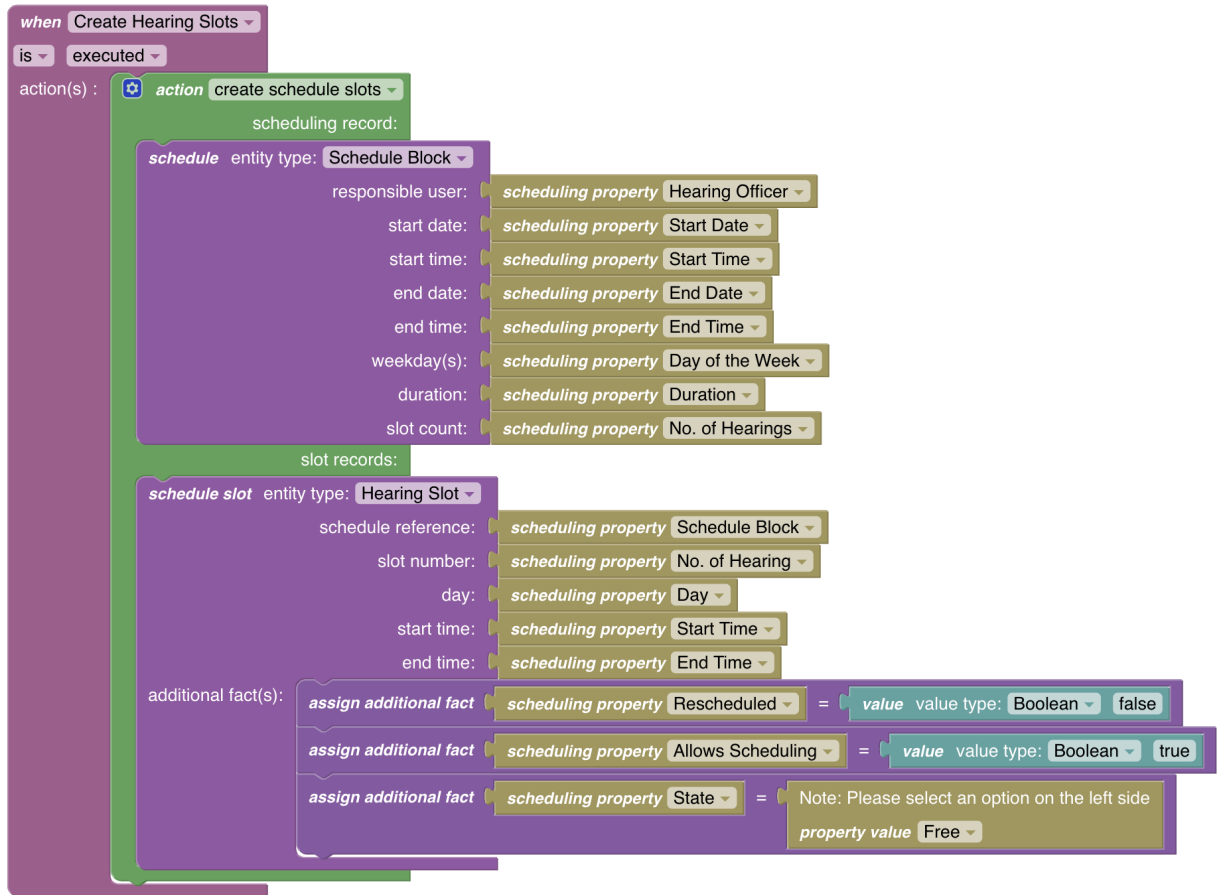 when Create Hearing Slots
is executed
action(s) : action create schedule slots
scheduling record:
schedule entity type: Schedule Block
responsible user: scheduling property Hearing Officer
start date: scheduling property Start Date
start time: scheduling property Start Time
end date: scheduling property End Date
end time: scheduling property End Time
weekday(s): scheduling property Day of the Week
duration: scheduling property Duration
slot count: scheduling property No. of Hearings
slot records:
schedule slot entity type: Hearing Slot
schedule reference: scheduling property Schedule Block
slot number: scheduling property No. of Hearing
day: scheduling property Day
start time: scheduling property Start Time
end time: scheduling property End Time
additional fact(s): assign additional fact scheduling property Rescheduled = value value type: Boolean false
assign additional fact scheduling property Allows Scheduling = value value type: Boolean true
assign additional fact scheduling property State = Note: Please select an option on the left side
property value Free